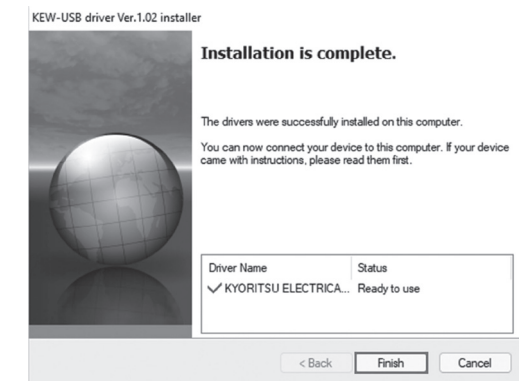 KEW-USB driver Ver.1.02 installer
Installation is complete.
The drivers were successfully installed on this computer.
You can now connect your device to this computer. If your device
came with instructions, please read them first.
Driver Name Status
KYORITSU ELECTRICA... Ready to use
< Back Finish Cancel